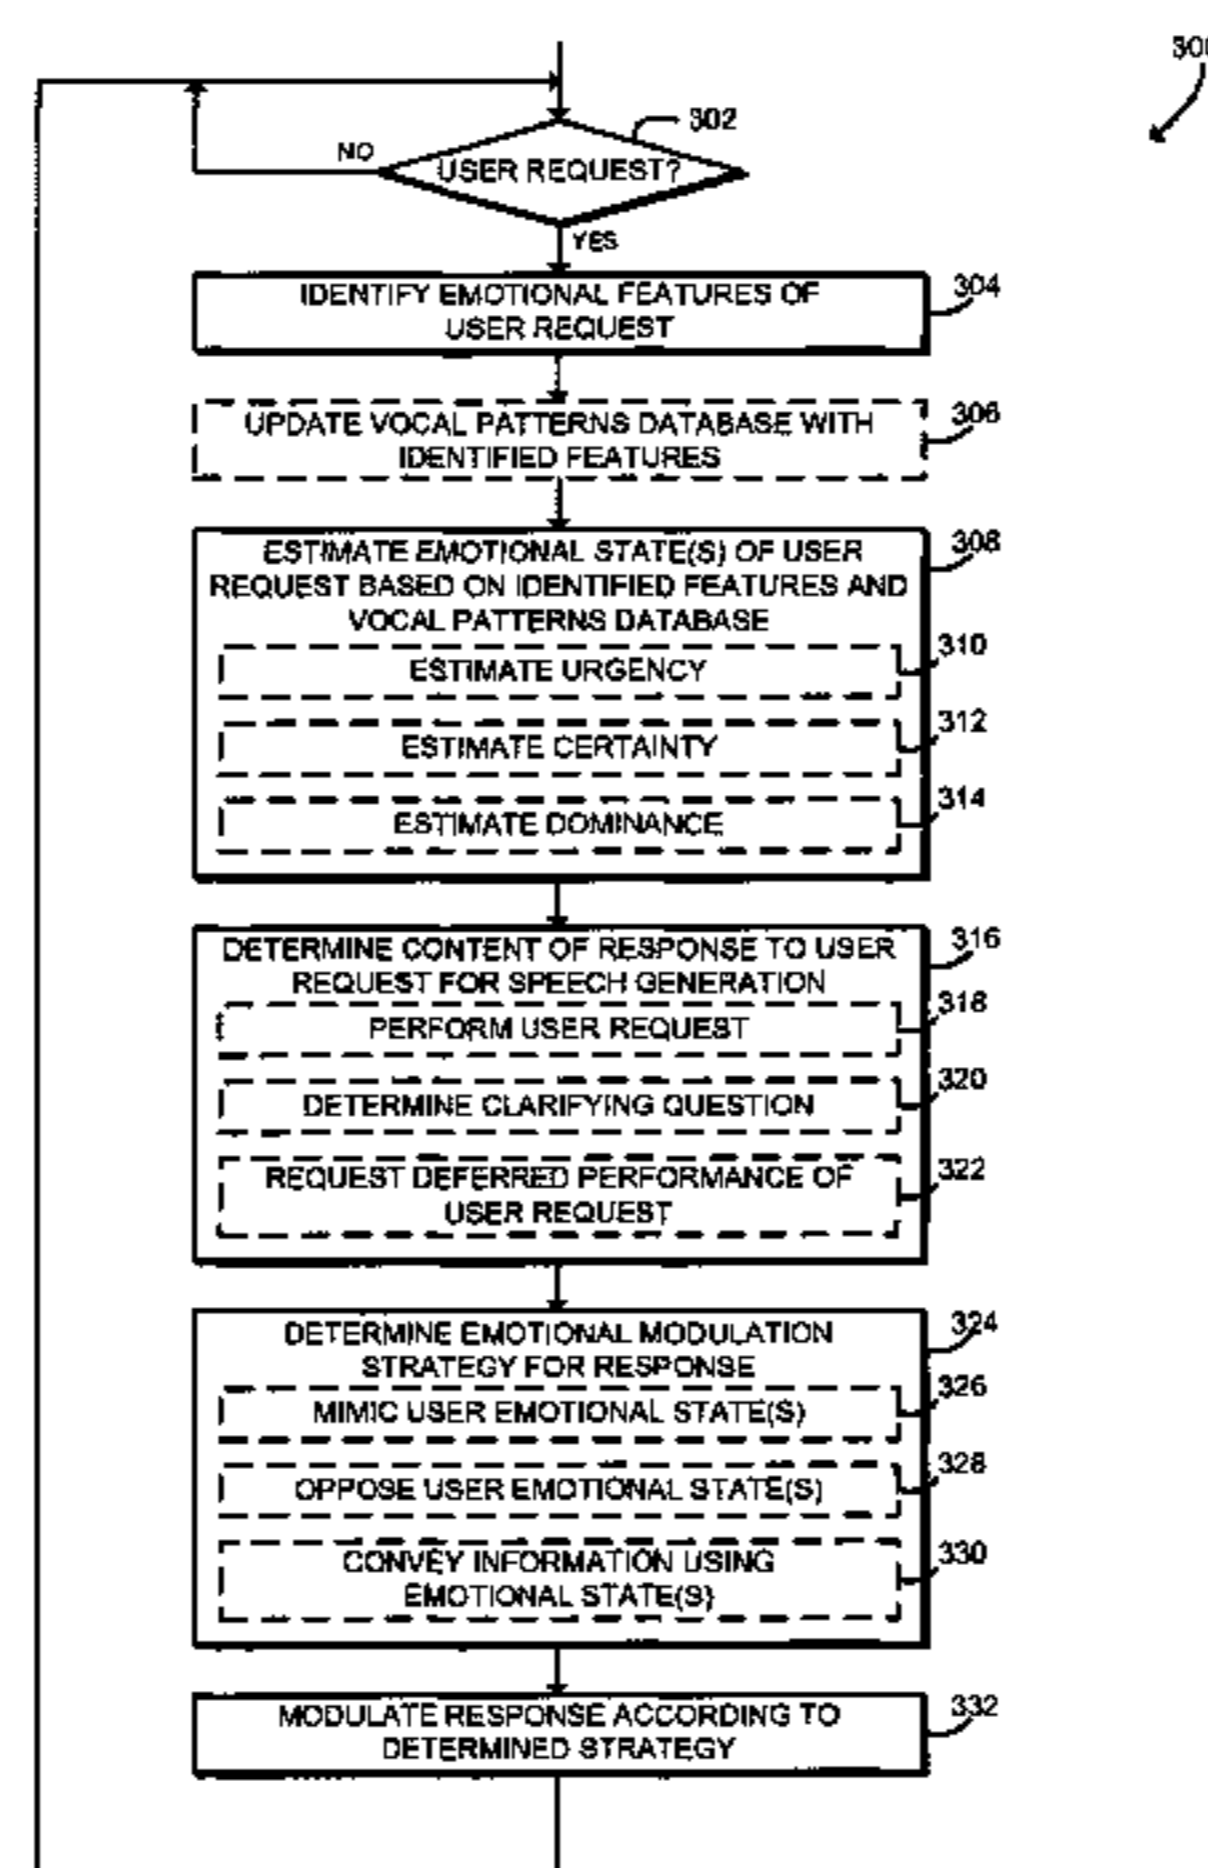 300
302
NO
USER REQUEST?
YES
IDENTIFY EMOTIONAL FEATURES OF
USER REQUEST
304
UPDATE VOCAL PATTERNS DATABASE WITH
IDENTIFIED FEATURES
306
ESTIMATE EMOTIONAL STATE(S) OF USER
REQUEST BASED ON IDENTIFIED FEATURES AND
VOCAL PATTERNS DATABASE
308
ESTIMATE URGENCY
310
ESTIMATE CERTAINTY
312
ESTIMATE DOMINANCE
314
DETERMINE CONTENT OF RESPONSE TO USER
REQUEST FOR SPEECH GENERATION
316
PERFORM USER REQUEST
318
DETERMINE CLARIFYING QUESTION
320
REQUEST DEFERRED PERFORMANCE OF
USER REQUEST
322
DETERMINE EMOTIONAL MODULATION
STRATEGY FOR RESPONSE
324
MIMIC USER EMOTIONAL STATE(S)
326
OPPOSE USER EMOTIONAL STATE(S)
328
CONVEY INFORMATION USING
EMOTIONAL STATE(S)
330
MODULATE RESPONSE ACCORDING TO
DETERMINED STRATEGY
332